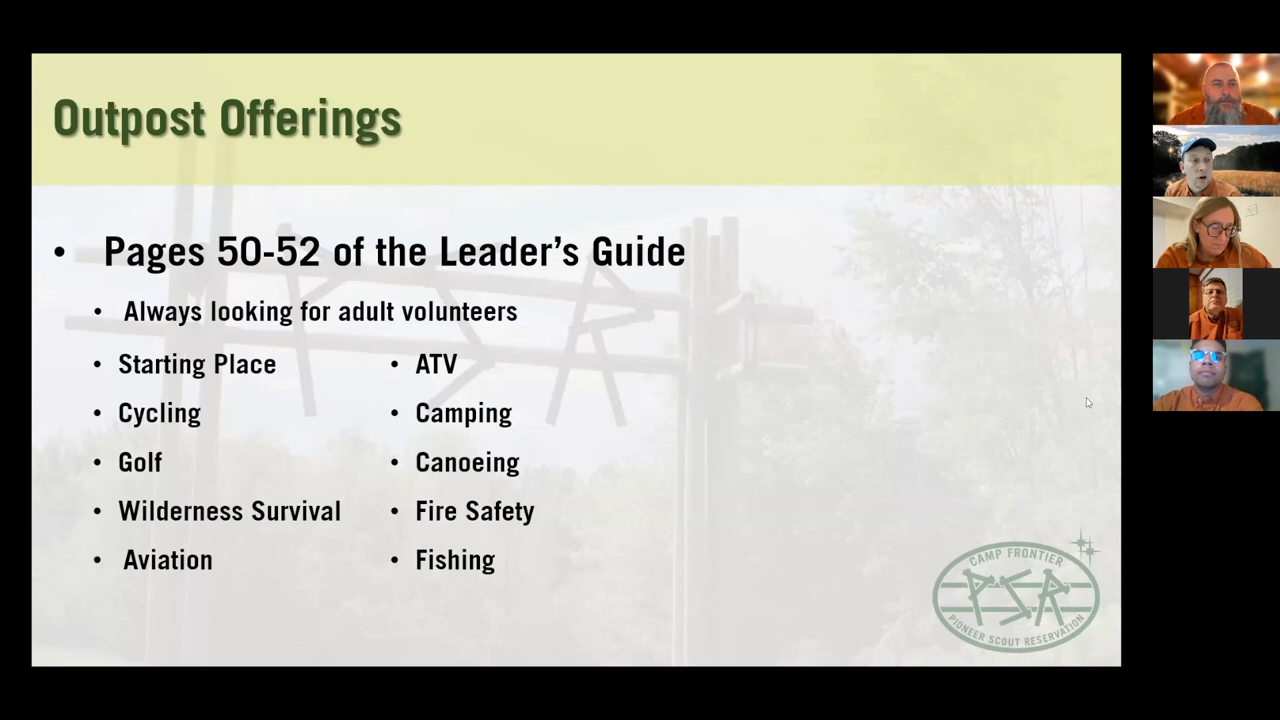 Outpost Offerings
• Pages 50-52 of the Leader's Guide
• Always looking for adult volunteers
• Starting Place
• Cycling
• Golf
• Wilderness Survival
• Aviation
• ATV
• Camping
• Canoeing
• Fire Safety
• Fishing
CAMP FRONTIER
PSR
PIONEER SCOUT RESERVATION